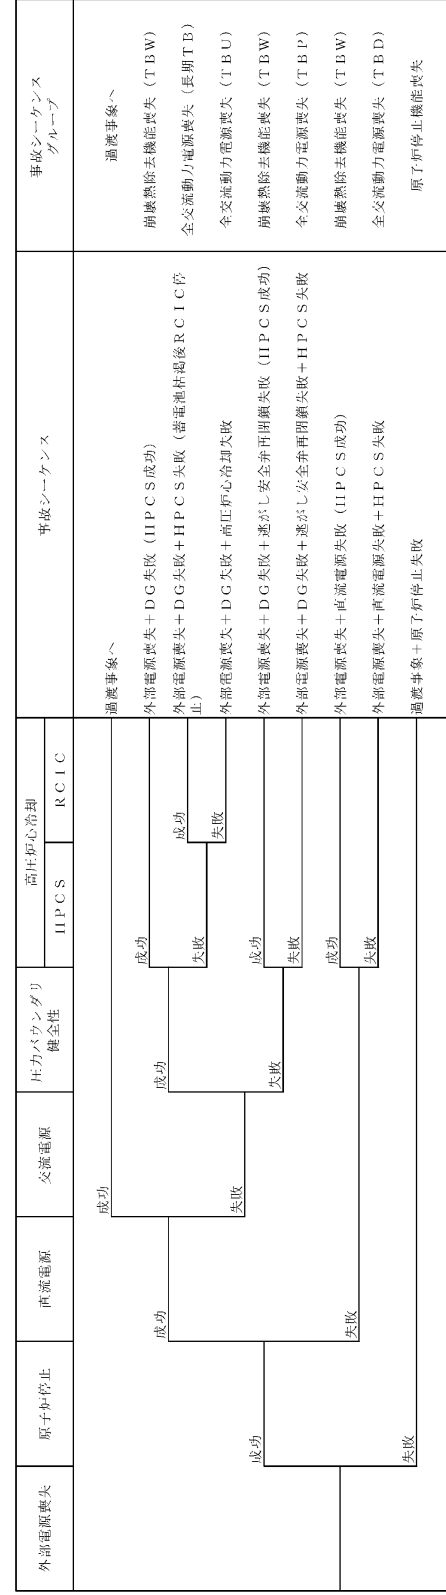 外部電源喪失
原子炉停止
直流電源
交流電源
圧力バウンダリ
健全性
高圧炉心冷却
HPCS
RCIC
事故シーケンス
事故シーケンス
グループ
成功
失敗
成功
失敗
成功
失敗
成功
失敗
成功
失敗
成功
失敗
成功
失敗
成功
失敗
過渡事象へ
過渡事象へ
外部電源喪失+DG失敗(HPCS成功)
崩壊熱除去機能喪失(TBW)
外部電源喪失+DG失敗+HPCS失敗(蓄電池枯渇後RCIC停
止)
全交流動力電源喪失(長期TB)
外部電源喪失+DG失敗+高圧炉心冷却失敗
全交流動力電源喪失(TBU)
外部電源喪失+DG失敗+逃がし安全弁再閉鎖失敗(HPCS成功)
崩壊熱除去機能喪失(TBW)
外部電源喪失+DG失敗+逃がし安全弁再閉鎖失敗+HPCS失敗
全交流動力電源喪失(TBP)
外部電源喪失+直流電源失敗(HPCS成功)
崩壊熱除去機能喪失(TBW)
外部電源喪失+直流電源失敗+HPCS失敗
全交流動力電源喪失(TBD)
過渡事象+原子炉停止失敗
原子炉停止機能喪失